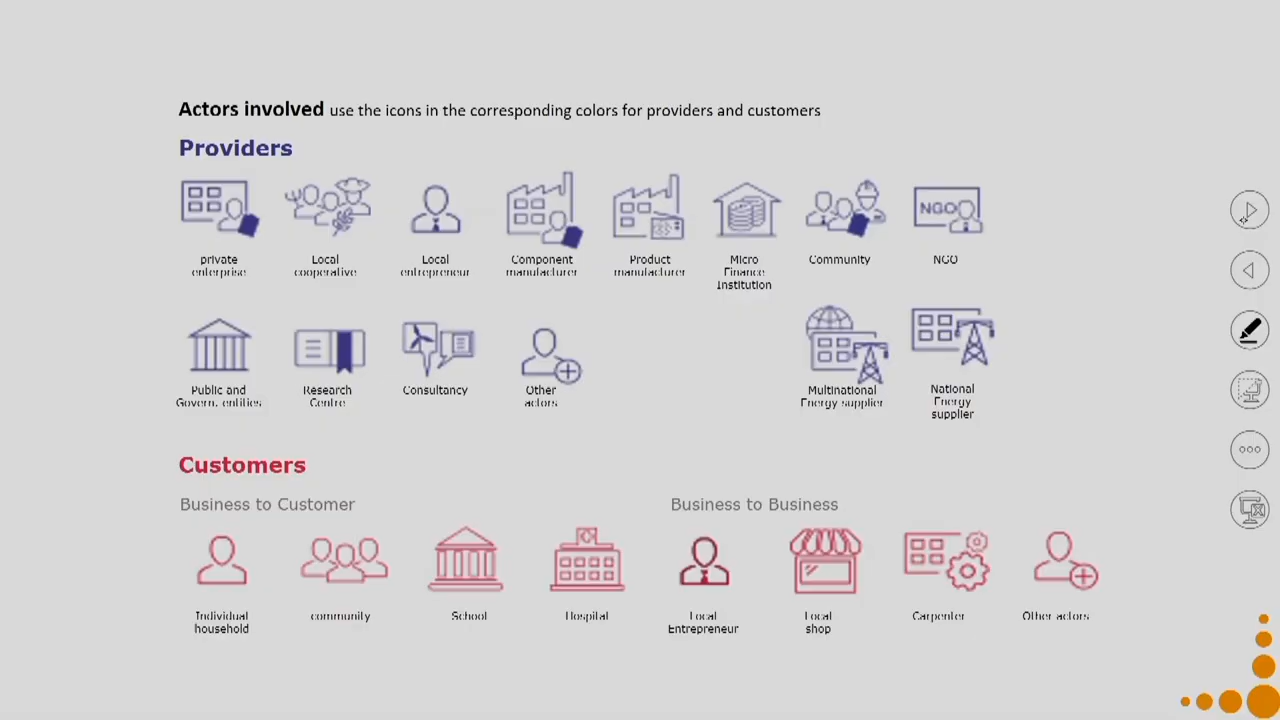 Actors involved use the icons in the corresponding colors for providers and customers
Providers
NGO
private
enterprise
Local
cooperative
Local
entrepreneur
Component
manufacturer
Product
manufacturer
Micro
Finance
Institution
Community
NGO
Public and
Govern. entities
Research
Centre
Consultancy
Other
actors
Multinational
Energy supplier
National
Energy
supplier
Customers
Business to Customer
Business to Business
Individual
household
community
School
Hospital
Local
Entrepreneur
Local
shop
Carpenter
Other actors